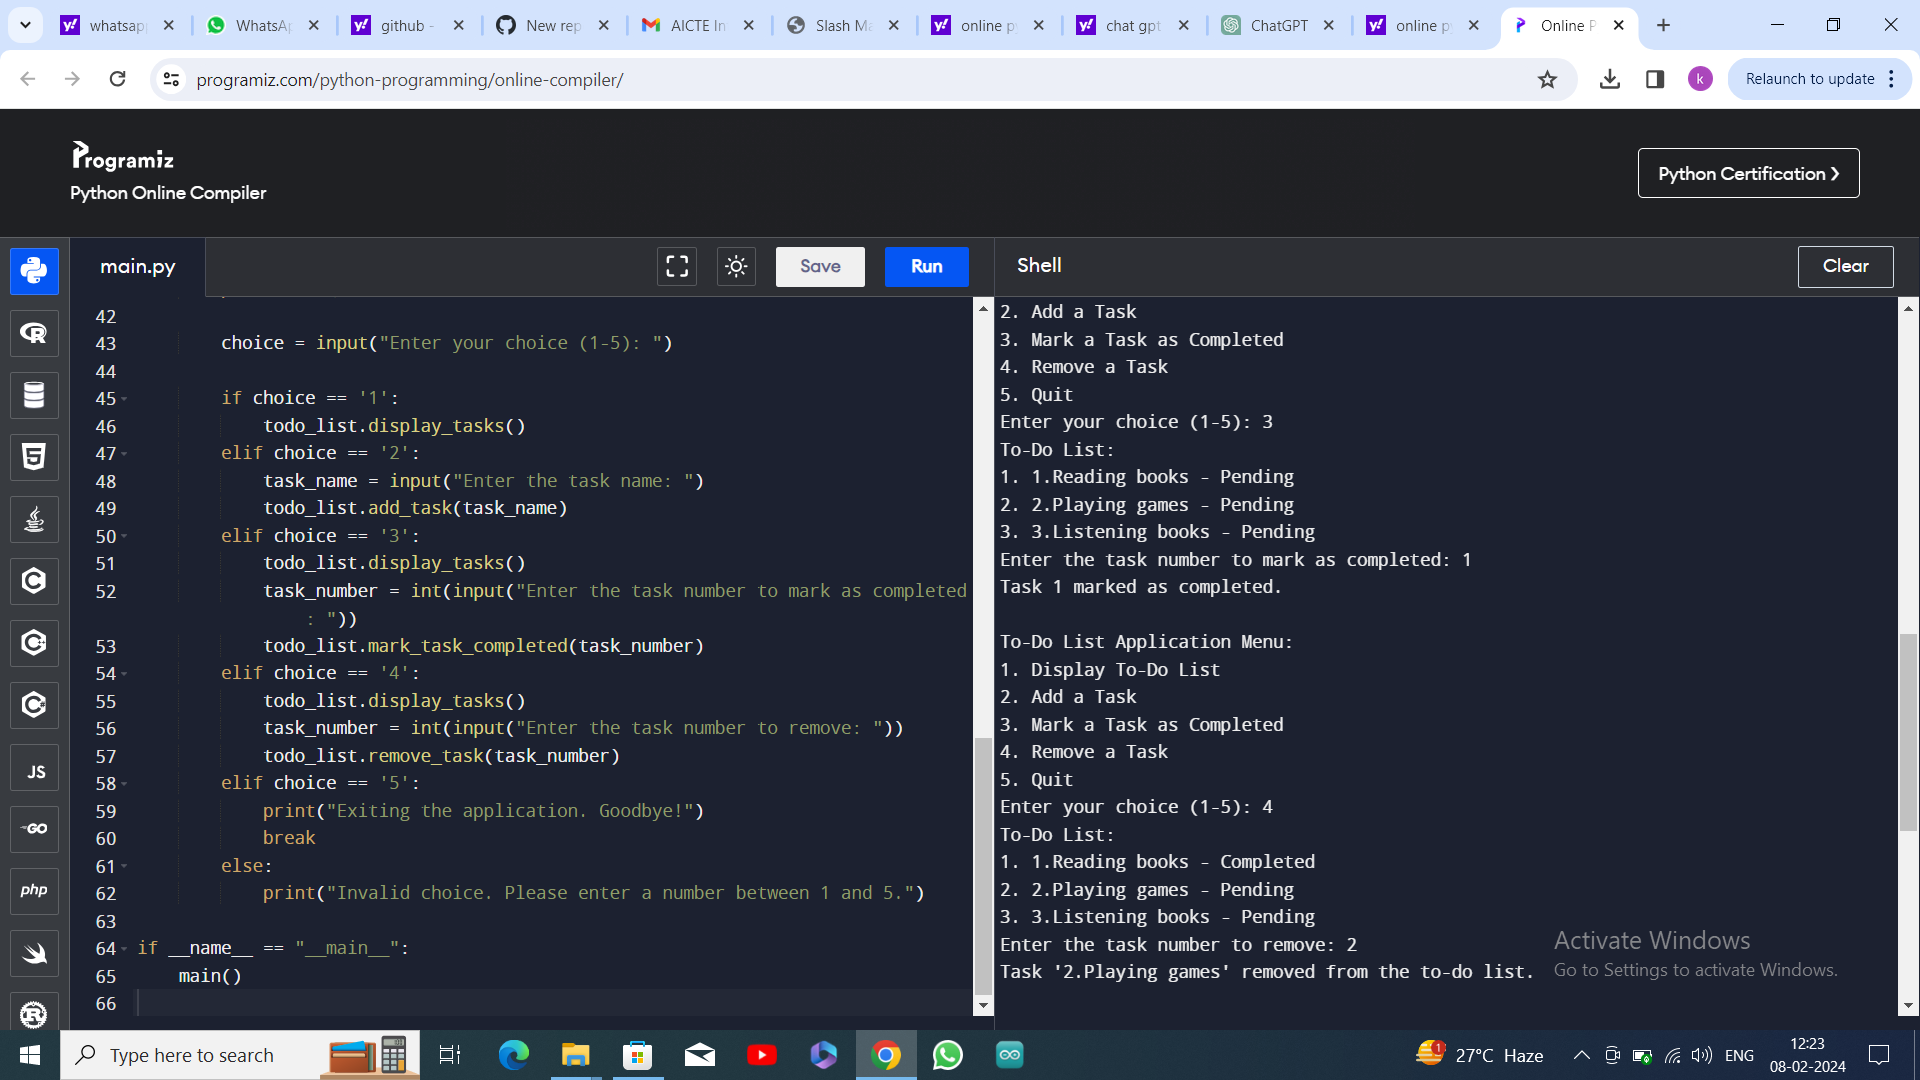 whatsap
WhatsAp
github -
New rep
AICTE In
Slash Ma
online p
chat gpt
ChatGPT
online p
Online P
programiz.com/python-programming/online-compiler/
k
Relaunch to update
Programiz
Python Online Compiler
Python Certification
main.py
Save
Run
Shell
Clear
42
43 choice = input("Enter your choice (1-5): ")
44
45 if choice == '1':
46 todo_list.display_tasks()
47 elif choice == '2':
48 task_name = input("Enter the task name: ")
49 todo_list.add_task(task_name)
50 elif choice == '3':
51 todo_list.display_tasks()
52 task_number = int(input("Enter the task number to mark as completed
: "))
53 todo_list.mark_task_completed(task_number)
54 elif choice == '4':
55 todo_list.display_tasks()
56 task_number = int(input("Enter the task number to remove: "))
57 todo_list.remove_task(task_number)
58 elif choice == '5':
59 print("Exiting the application. Goodbye!")
60 break
61 else:
62 print("Invalid choice. Please enter a number between 1 and 5.")
63
64 if __name__ == "__main__":
65 main()
66
2. Add a Task
3. Mark a Task as Completed
4. Remove a Task
5. Quit
Enter your choice (1-5): 3
To-Do List:
1. 1.Reading books - Pending
2. 2.Playing games - Pending
3. 3.Listening books - Pending
Enter the task number to mark as completed: 1
Task 1 marked as completed.
To-Do List Application Menu:
1. Display To-Do List
2. Add a Task
3. Mark a Task as Completed
4. Remove a Task
5. Quit
Enter your choice (1-5): 4
To-Do List:
1. 1.Reading books - Completed
2. 2.Playing games - Pending
3. 3.Listening books - Pending
Enter the task number to remove: 2
Task '2.Playing games' removed from the to-do list.
Activate Windows
Go to Settings to activate Windows.
JS
GO
php
Type here to search
1
27°C Haze
ENG
12:23
08-02-2024